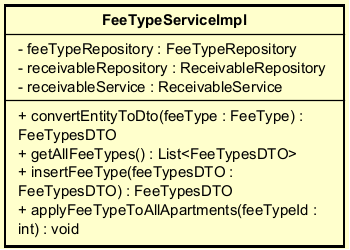 FeeTypeServiceImpl
- feeTypeRepository : FeeTypeRepository
- receivableRepository : ReceivableRepository
- receivableService : ReceivableService
+ convertEntityToDto(feeType : FeeType) :
FeeTypesDTO
+ getAllFeeTypes() : List<FeeTypesDTO>
+ insertFeeType(feeTypesDTO :
FeeTypesDTO) : FeeTypesDTO
+ applyFeeTypeToAllApartments(feeTypeId :
int) : void